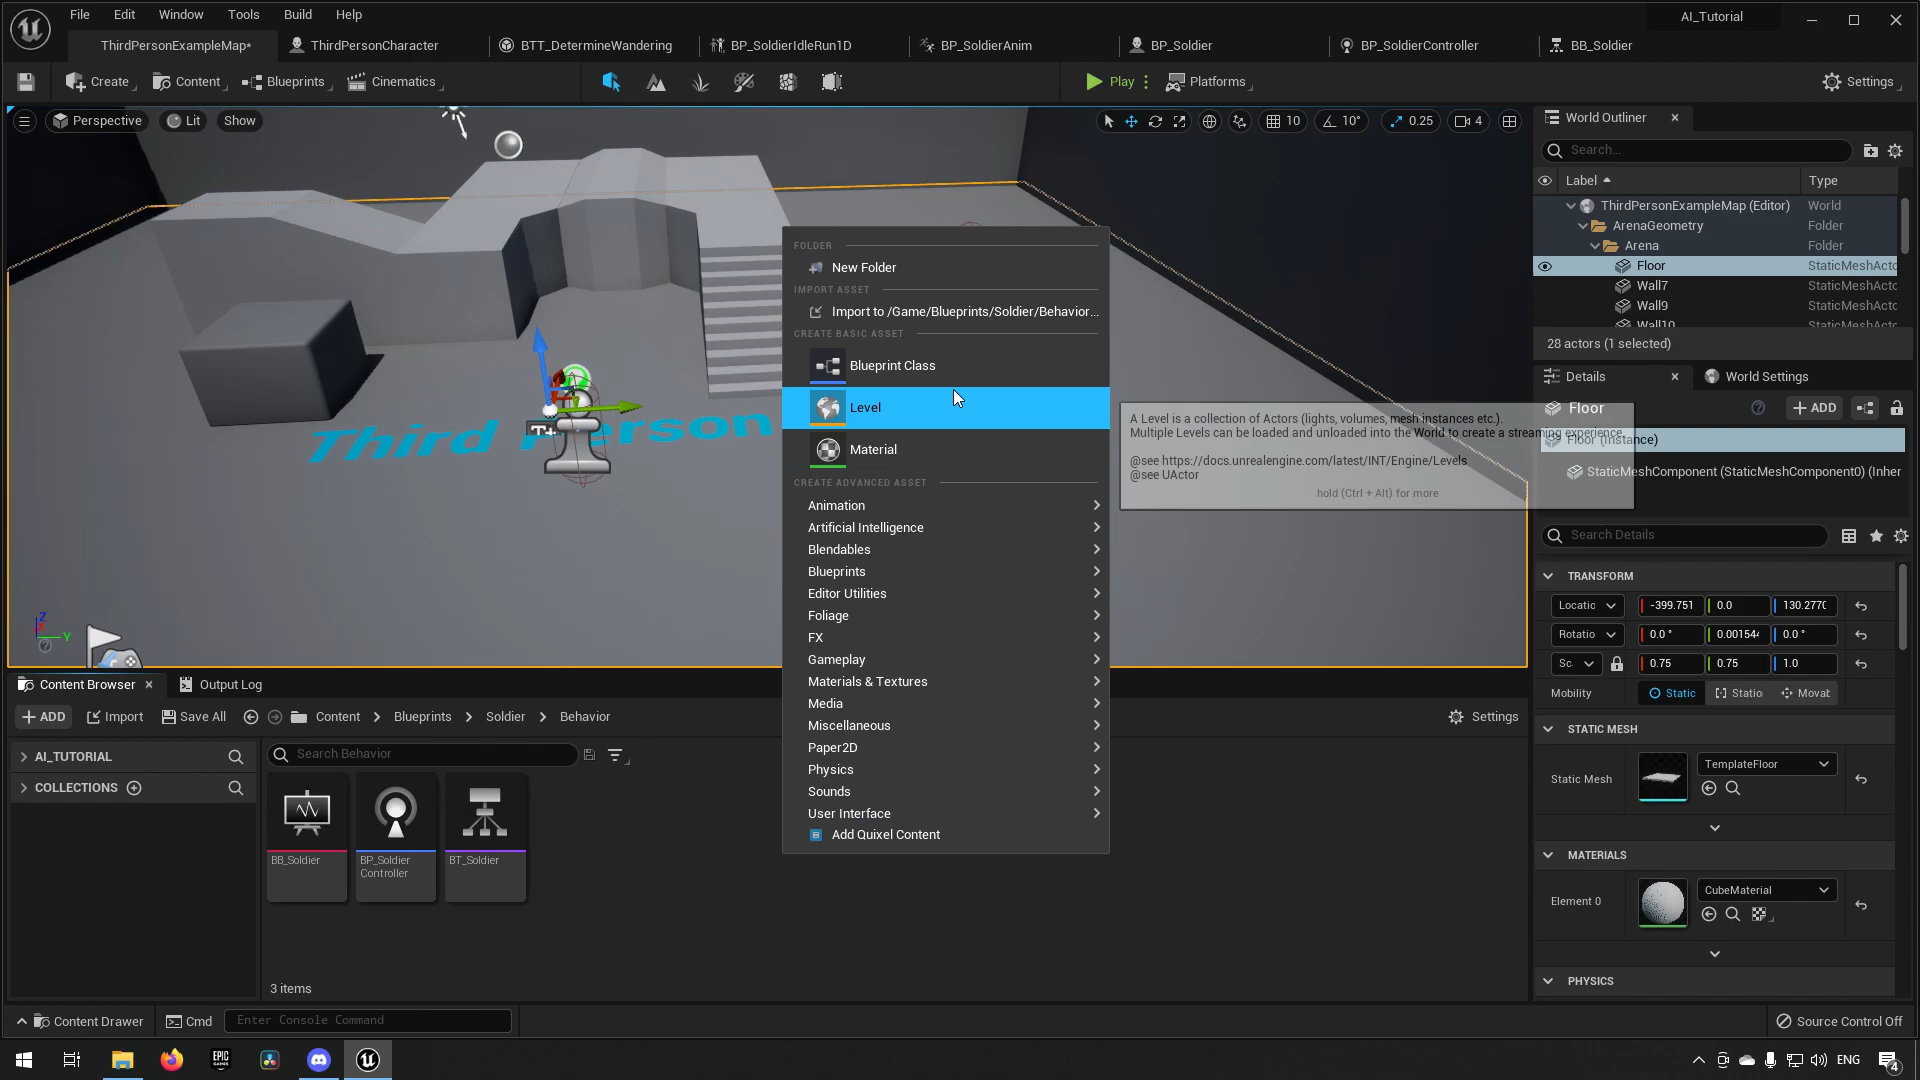 File
Edit
Window
Tools
Build
Help
AI_Tutorial
ThirdPersonExampleMap*
ThirdPersonCharacter
BTT_DetermineWandering
BP_SoldierIdleRun1D
BP_SoldierAnim
BP_Soldier
BP_SoldierController
BB_Soldier
Create
Content
Blueprints
Cinematics
Play
Platforms
Settings
Perspective
Lit
Show
10
10°
0.25
4
World Outliner
Search...
Label
Type
ThirdPersonExampleMap (Editor)
World
ArenaGeometry
Folder
Arena
Folder
Floor
StaticMeshActo
Wall7
StaticMeshActo
Wall9
StaticMeshActo
Wall10
StaticMeshActo
28 actors (1 selected)
Details
World Settings
Floor
ADD
Floor (Instance)
StaticMeshComponent (StaticMeshComponent0) (Inher
Search Details
TRANSFORM
Locatio
-399.751
0.0
130.2770
Rotatio
0.0 °
0.00154
0.0 °
Sc
0.75
0.75
1.0
Mobility
Static
Statio
Movab
STATIC MESH
Static Mesh
TemplateFloor
MATERIALS
Element 0
CubeMaterial
PHYSICS
Third Person
T+
Z
Y
FOLDER
New Folder
IMPORT ASSET
Import to /Game/Blueprints/Soldier/Behavior...
CREATE BASIC ASSET
Blueprint Class
Level
Material
CREATE ADVANCED ASSET
Animation
Artificial Intelligence
Blendables
Blueprints
Editor Utilities
Foliage
FX
Gameplay
Materials & Textures
Media
Miscellaneous
Paper2D
Physics
Sounds
User Interface
Add Quixel Content
A Level is a collection of Actors (lights, volumes, mesh instances etc.).
Multiple Levels can be loaded and unloaded into the World to create a streaming experience.
@see https://docs.unrealengine.com/latest/INT/Engine/Levels
@see UActor
hold (Ctrl + Alt) for more
Content Browser
Output Log
ADD
Import
Save All
Content
Blueprints
Soldier
Behavior
Settings
AI_TUTORIAL
COLLECTIONS
Search Behavior
BB_Soldier
BP_Soldier
Controller
BT_Soldier
3 items
Content Drawer
Cmd
Enter Console Command
Source Control Off
EPIC
GAMES
ENG
4